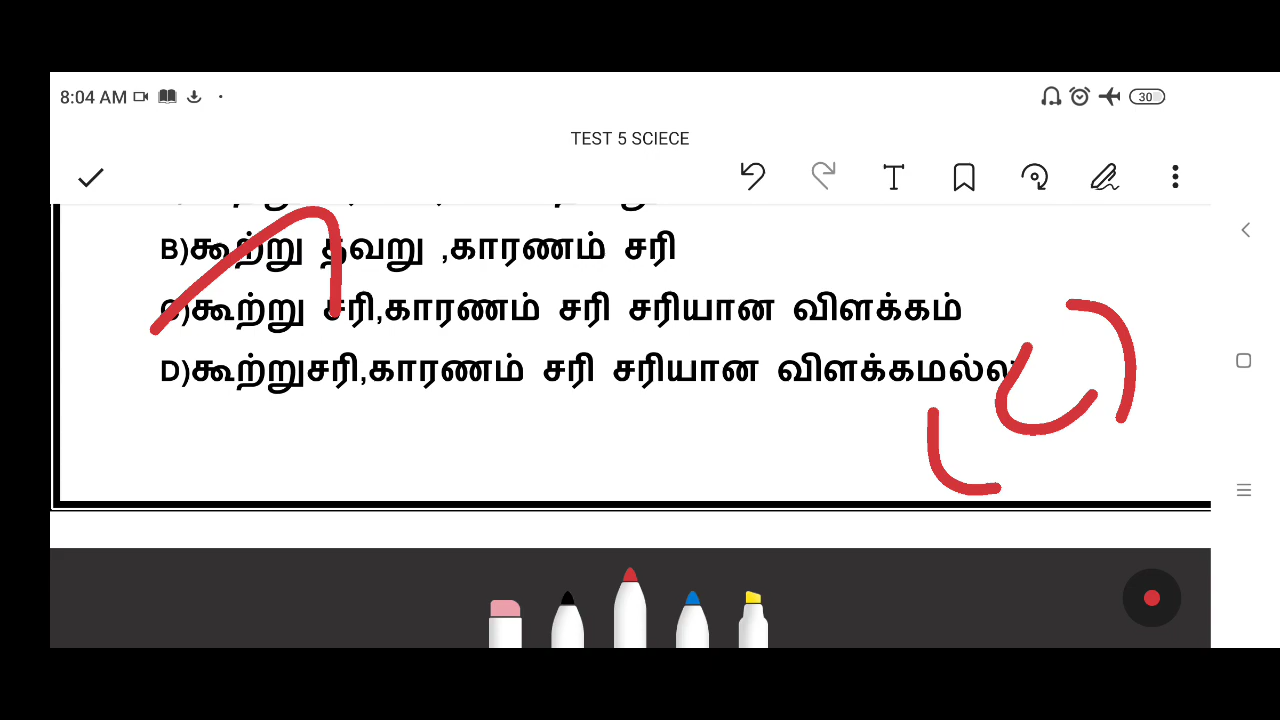 8:04 AM
30
TEST 5 SCIECE
B)கூற்று தவறு ,காரணம் சரி
C)கூற்று சரி,காரணம் சரி சரியான விளக்கம்
D)கூற்றுசரி,காரணம் சரி சரியான விளக்கமல்ல